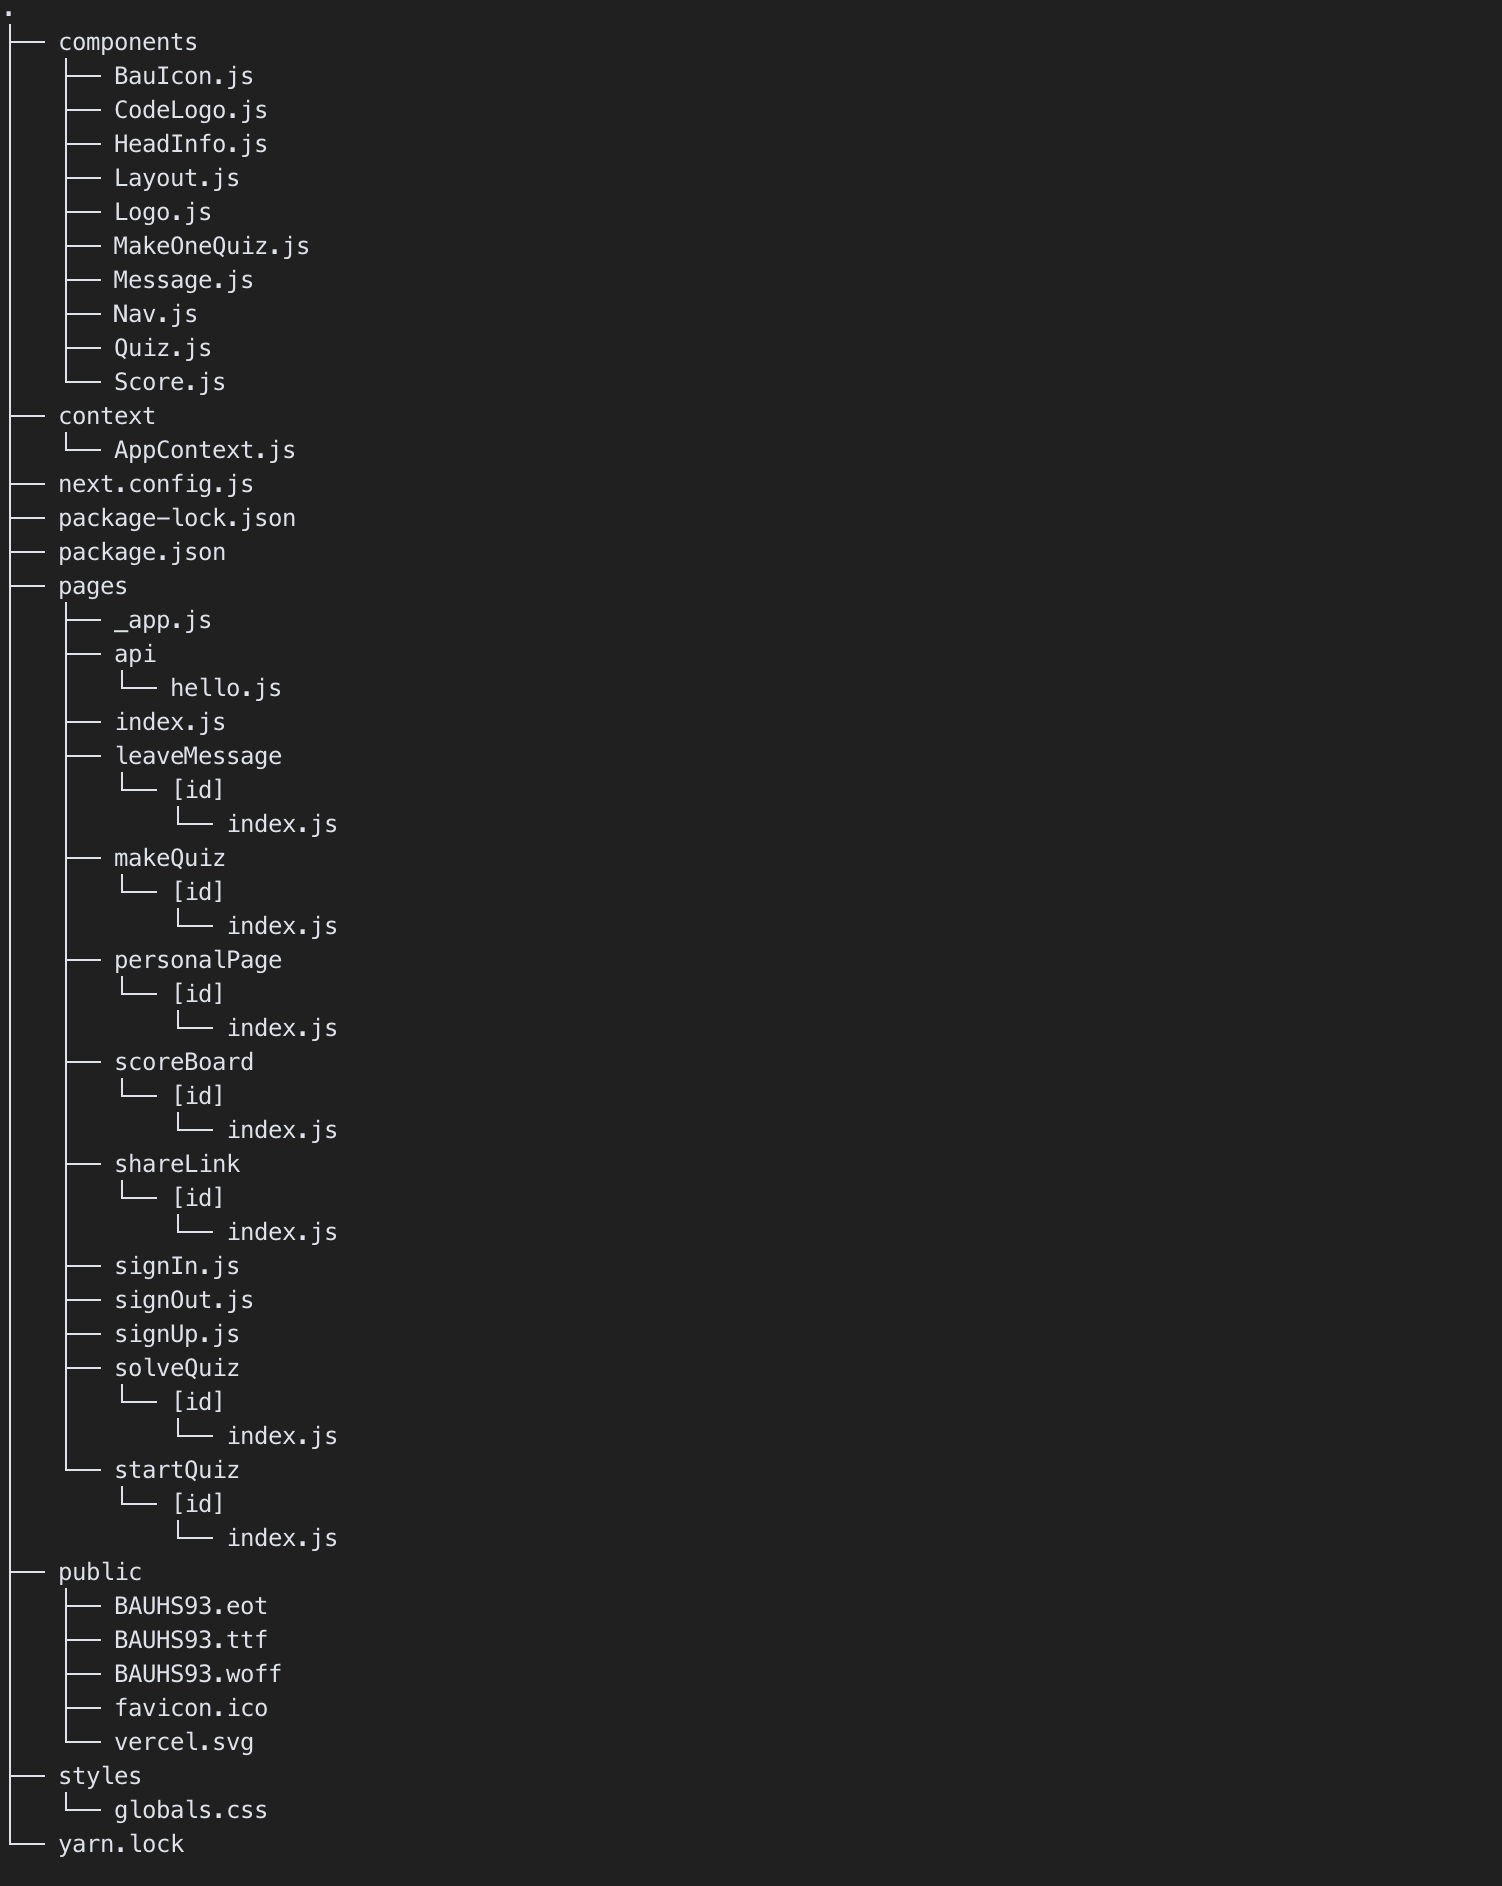 .
├── components
│   ├── BauIcon.js
│   ├── CodeLogo.js
│   ├── HeadInfo.js
│   ├── Layout.js
│   ├── Logo.js
│   ├── MakeOneQuiz.js
│   ├── Message.js
│   ├── Nav.js
│   ├── Quiz.js
│   └── Score.js
├── context
│   └── AppContext.js
├── next.config.js
├── package-lock.json
├── package.json
├── pages
│   ├── _app.js
│   ├── api
│   │   └── hello.js
│   ├── index.js
│   ├── leaveMessage
│   │   └── [id]
│   │       └── index.js
│   ├── makeQuiz
│   │   └── [id]
│   │       └── index.js
│   ├── personalPage
│   │   └── [id]
│   │       └── index.js
│   ├── scoreBoard
│   │   └── [id]
│   │       └── index.js
│   ├── shareLink
│   │   └── [id]
│   │       └── index.js
│   ├── signIn.js
│   ├── signOut.js
│   ├── signUp.js
│   ├── solveQuiz
│   │   └── [id]
│   │       └── index.js
│   └── startQuiz
│       └── [id]
│           └── index.js
├── public
│   ├── BAUHS93.eot
│   ├── BAUHS93.ttf
│   ├── BAUHS93.woff
│   ├── favicon.ico
│   └── vercel.svg
├── styles
│   └── globals.css
└── yarn.lock